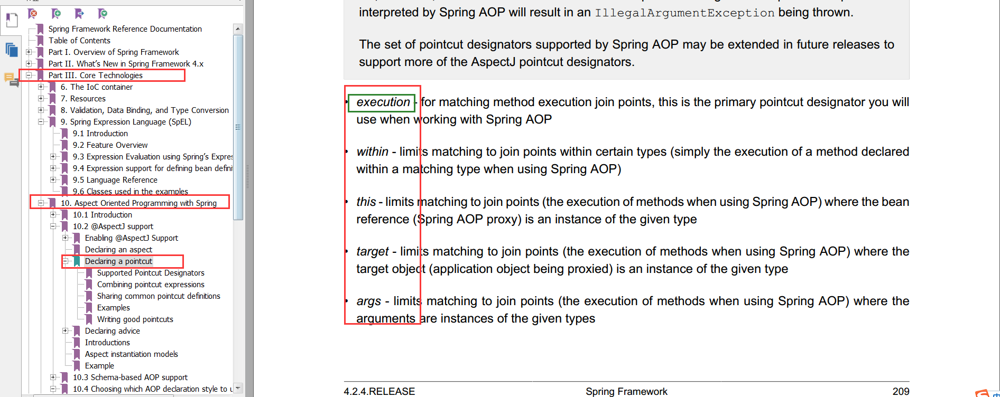 Spring Framework Reference Documentation
Table of Contents
Part I. Overview of Spring Framework
Part II. What's New in Spring Framework 4.x
Part III. Core Technologies
6. The IoC container
7. Resources
8. Validation, Data Binding, and Type Conversion
9. Spring Expression Language (SpEL)
9.1 Introduction
9.2 Feature Overview
9.3 Expression Evaluation using Spring's Expres
9.4 Expression support for defining bean defini
9.5 Language Reference
9.6 Classes used in the examples
10. Aspect Oriented Programming with Spring
10.1 Introduction
10.2 @AspectJ support
Enabling @AspectJ Support
Declaring an aspect
Declaring a pointcut
Supported Pointcut Designators
Combining pointcut expressions
Sharing common pointcut definitions
Examples
Writing good pointcuts
Declaring advice
Introductions
Aspect instantiation models
Example
10.3 Schema-based AOP support
10.4 Choosing which AOP declaration style to u
interpreted by Spring AOP will result in an IllegalArgumentException being thrown.
The set of pointcut designators supported by Spring AOP may be extended in future releases to
support more of the AspectJ pointcut designators.
• execution - for matching method execution join points, this is the primary pointcut designator you will
use when working with Spring AOP
• within - limits matching to join points within certain types (simply the execution of a method declared
within a matching type when using Spring AOP)
• this - limits matching to join points (the execution of methods when using Spring AOP) where the bean
reference (Spring AOP proxy) is an instance of the given type
• target - limits matching to join points (the execution of methods when using Spring AOP) where the
target object (application object being proxied) is an instance of the given type
• args - limits matching to join points (the execution of methods when using Spring AOP) where the
arguments are instances of the given types
4.2.4.RELEASE Spring Framework 209